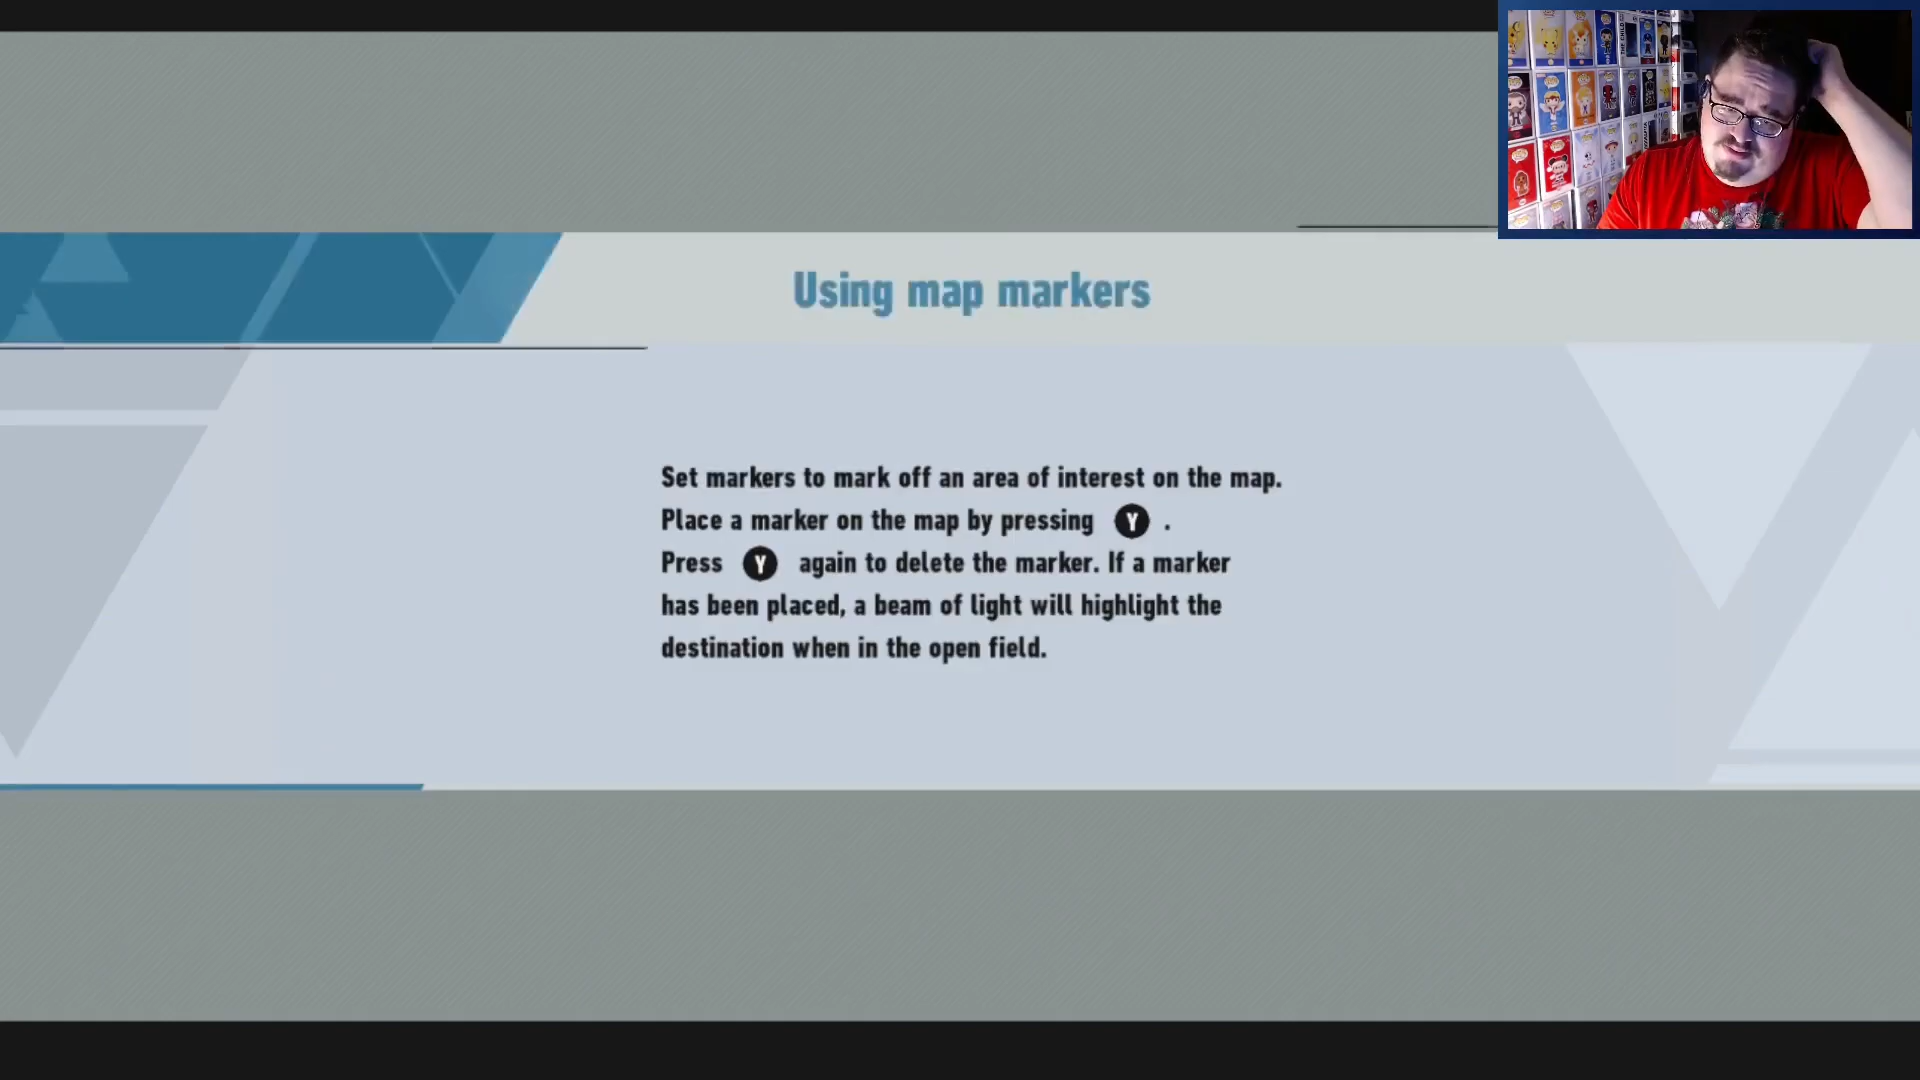 Using map markers
Set markers to mark off an area of interest on the map.
Place a marker on the map by pressing Y .
Press Y again to delete the marker. If a marker
has been placed, a beam of light will highlight the
destination when in the open field.